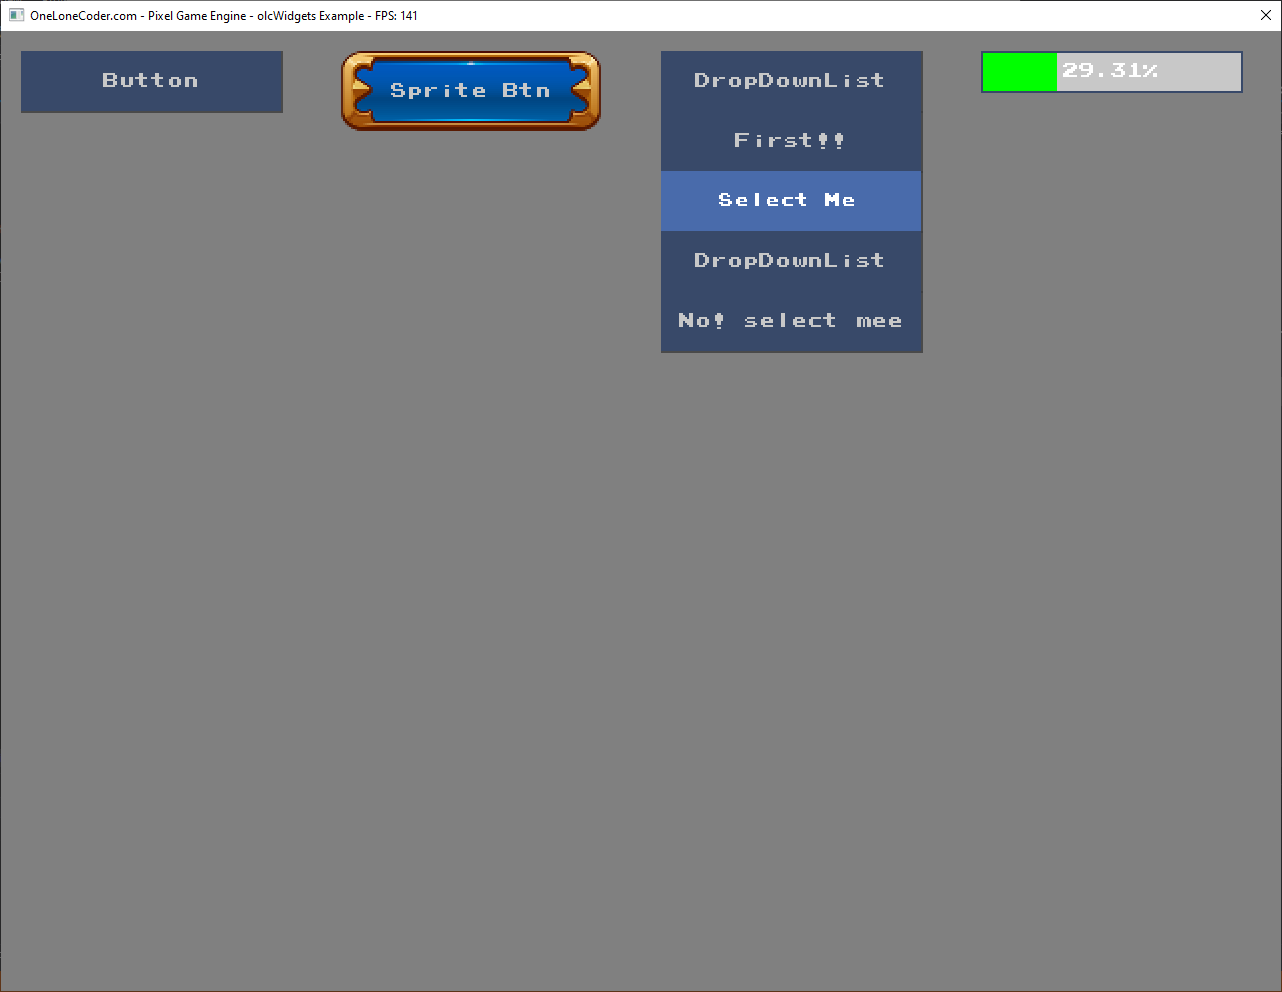 OneLoneCoder.com - Pixel Game Engine - olcWidgets Example - FPS: 141
Button
Sprite Btn
DropDownList
29.31%
First!!
Select Me
DropDownList
No! select mee